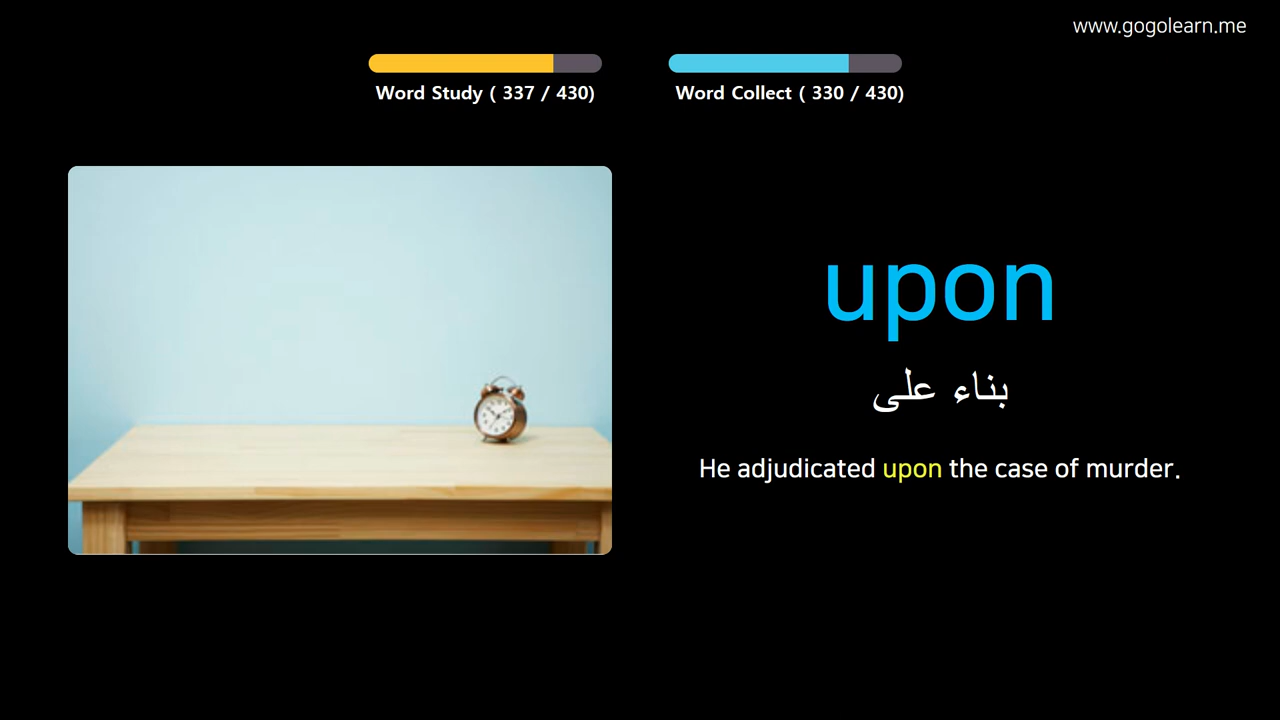 www.gogolearn.me
Word Study ( 337 / 430)
Word Collect ( 330 / 430)
upon
بناء على
He adjudicated upon the case of murder.